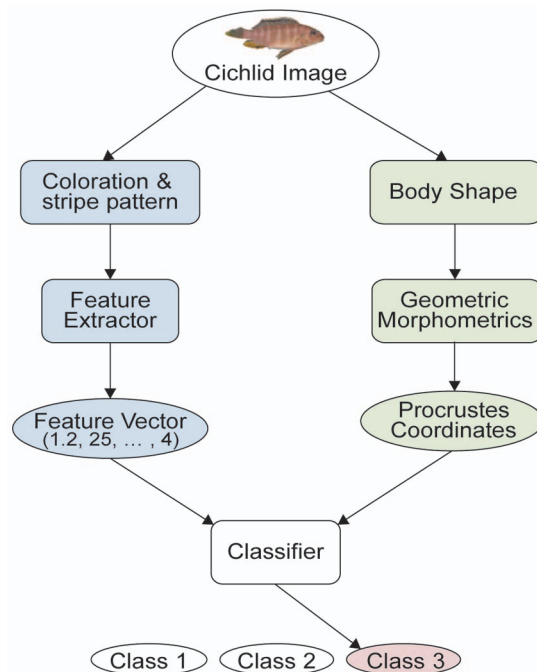 Cichlid Image
Coloration &
stripe pattern
Body Shape
Feature
Extractor
Geometric
Morphometrics
Feature Vector
(1.2, 25, … , 4)
Procrustes
Coordinates
Classifier
Class 1
Class 2
Class 3